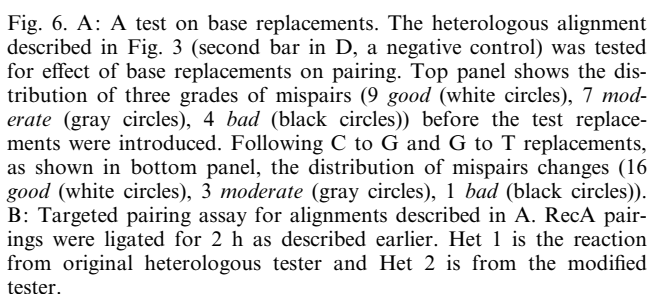 Fig. 6. A: A test on base replacements. The heterologous alignment
described in Fig. 3 (second bar in D, a negative control) was tested
for effect of base replacements on pairing. Top panel shows the dis-
tribution of three grades of mispairs (9 good (white circles), 7 mod-
erate (gray circles), 4 bad (black circles)) before the test replace-
ments were introduced. Following C to G and G to T replacements,
as shown in bottom panel, the distribution of mispairs changes (16
good (white circles), 3 moderate (gray circles), 1 bad (black circles)).
B: Targeted pairing assay for alignments described in A. RecA pair-
ings were ligated for 2 h as described earlier. Het 1 is the reaction
from original heterologous tester and Het 2 is from the modified
tester.